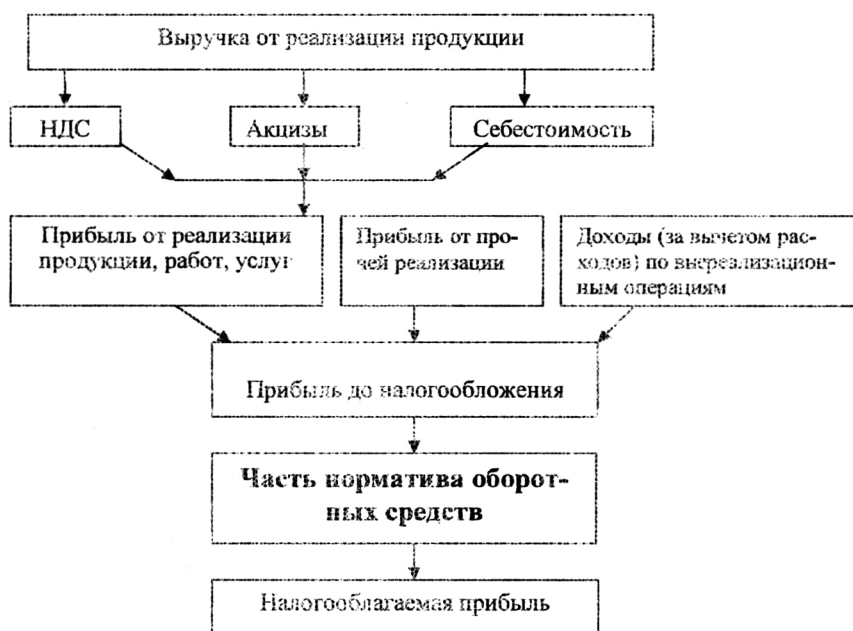 Выручка от реализации продукции
НДС
Акцизы
Себестоимость
Прибыль от реализации
продукции, работ, услуг
Прибыль от про-
чей реализации
Доходы (за вычетом рас-
ходов) по внереализацион-
ным операциям
Прибыль до налогообложения
Часть норматива оборот-
ных средств
Налогооблагаемая прибыль